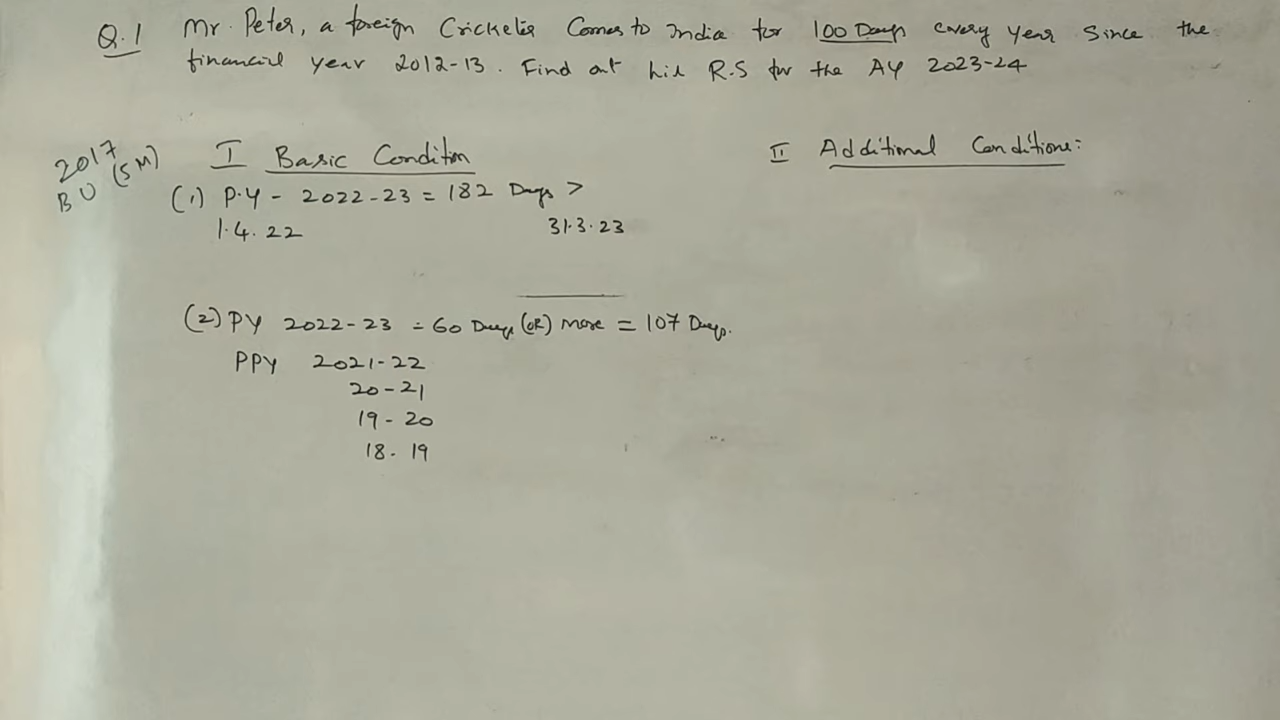 Q.1 Mr. Peter, a foreign Cricketer Comes to India for 100 Days every year Since the
financial year 2012-13. Find out his R.S for the AY 2023-24
2017
BU (5M)
I Basic Condition
II Additional Conditions:
(1) P.Y - 2022-23 = 182 Days >
1.4.22 31.3.23
(2) PY 2022-23 = 60 Days (OR) More = 107 Days.
PPY 2021-22
20-21
19-20
18-19